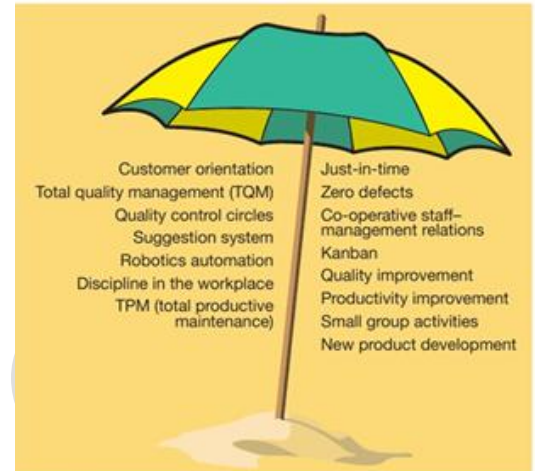 Customer orientation
Total quality management (TQM)
Quality control circles
Suggestion system
Robotics automation
Discipline in the workplace
TPM (total productive
maintenance)
Just-in-time
Zero defects
Co-operative staff–
management relations
Kanban
Quality improvement
Productivity improvement
Small group activities
New product development